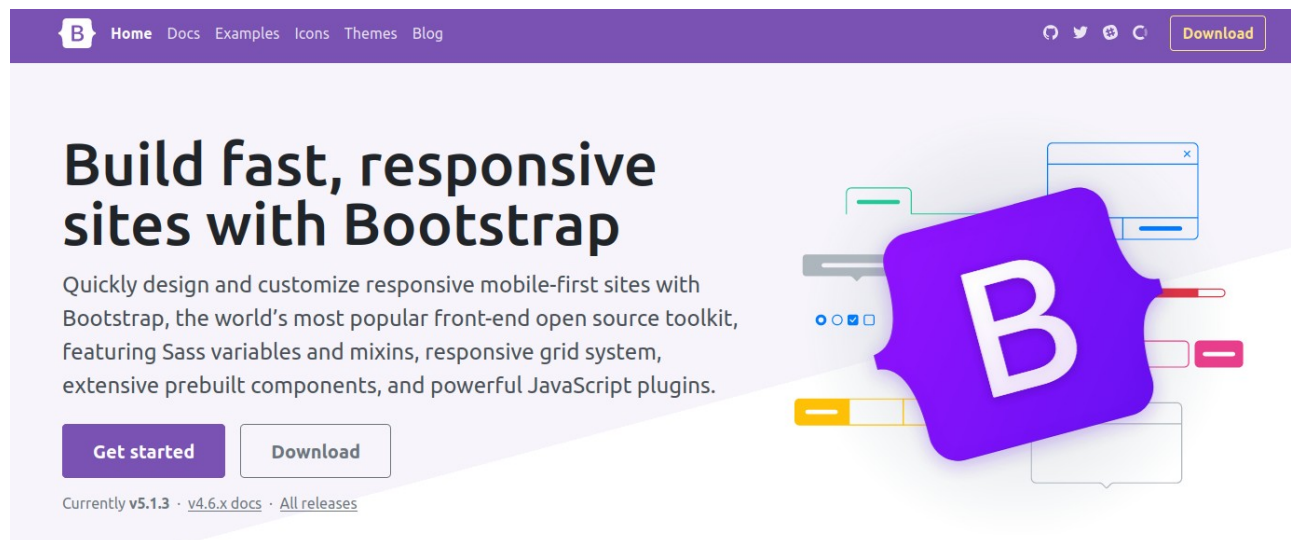 B Home Docs Examples Icons Themes Blog Download
Build fast, responsive
sites with Bootstrap
Quickly design and customize responsive mobile-first sites with
Bootstrap, the world’s most popular front-end open source toolkit,
featuring Sass variables and mixins, responsive grid system,
extensive prebuilt components, and powerful JavaScript plugins.
Get started Download
Currently v5.1.3 · v4.6.x docs · All releases
B